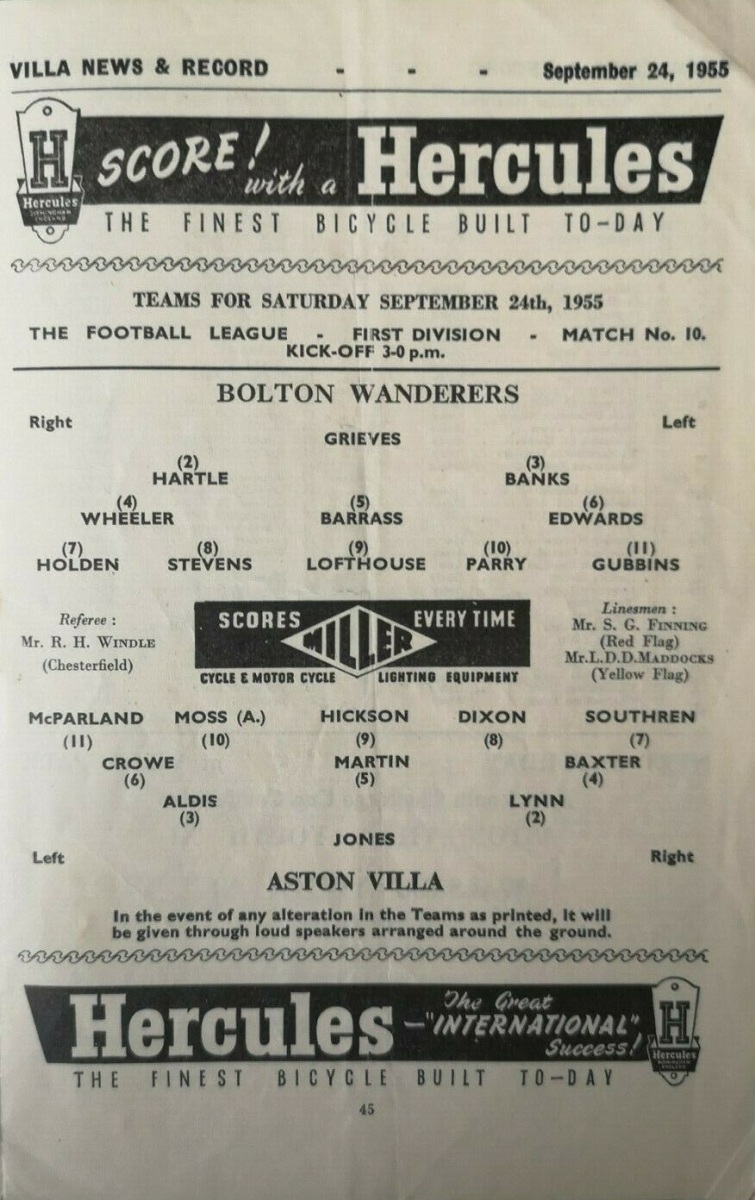 VILLA NEWS & RECORD - - - September 24, 1955
H
Hercules
BIRMINGHAM
ENGLAND
SCORE! with a Hercules
THE FINEST BICYCLE BUILT TO-DAY
TEAMS FOR SATURDAY SEPTEMBER 24th, 1955
THE FOOTBALL LEAGUE - FIRST DIVISION - MATCH No. 10.
KICK-OFF 3-0 p.m.
BOLTON WANDERERS
Right Left
GRIEVES
(2) (3)
HARTLE BANKS
(4) (5) (6)
WHEELER BARRASS EDWARDS
(7) (8) (9) (10) (11)
HOLDEN STEVENS LOFTHOUSE PARRY GUBBINS
Referee :
Mr. R. H. WINDLE
(Chesterfield)
SCORES MILLER EVERY TIME
CYCLE & MOTOR CYCLE LIGHTING EQUIPMENT
Linesmen :
Mr. S. G. FINNING
(Red Flag)
Mr.L.D.D.MADDOCKS
(Yellow Flag)
McPARLAND MOSS (A.) HICKSON DIXON SOUTHREN
(11) (10) (9) (8) (7)
CROWE MARTIN BAXTER
(6) (5) (4)
ALDIS LYNN
(3) (2)
JONES
Left Right
ASTON VILLA
In the event of any alteration in the Teams as printed, it will
be given through loud speakers arranged around the ground.
Hercules -The Great "INTERNATIONAL" Success!
H
Hercules
BIRMINGHAM
ENGLAND
THE FINEST BICYCLE BUILT TO-DAY
45